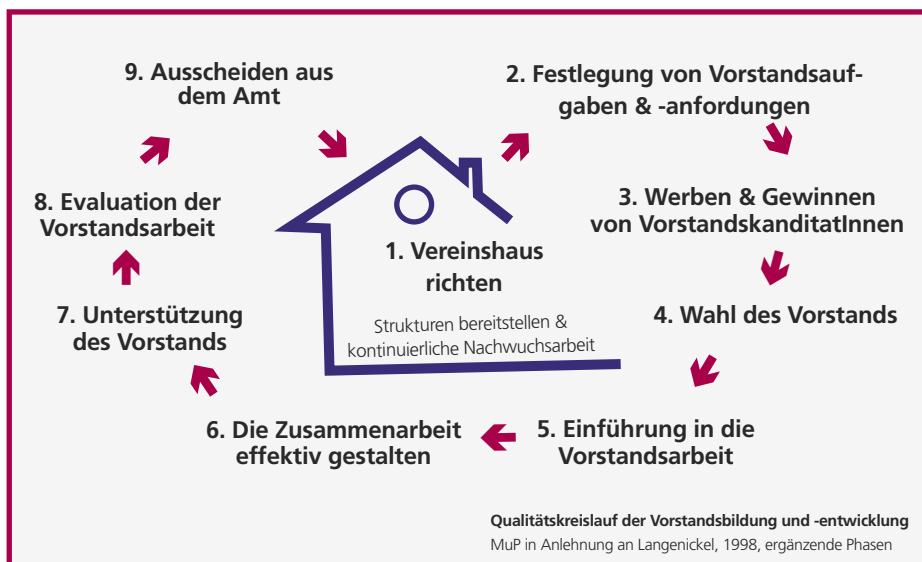 1. Vereinshaus
richten
Strukturen bereitstellen &
kontinuierliche Nachwuchsarbeit
2. Festlegung von Vorstandsauf-
gaben & -anfordungen
3. Werben & Gewinnen
von VorstandskanditatInnen
4. Wahl des Vorstands
5. Einführung in die
Vorstandsarbeit
6. Die Zusammenarbeit
effektiv gestalten
7. Unterstützung
des Vorstands
8. Evaluation der
Vorstandsarbeit
9. Ausscheiden aus
dem Amt
Qualitätskreislauf der Vorstandsbildung und -entwicklung
MuP in Anlehnung an Langenickel, 1998, ergänzende Phasen